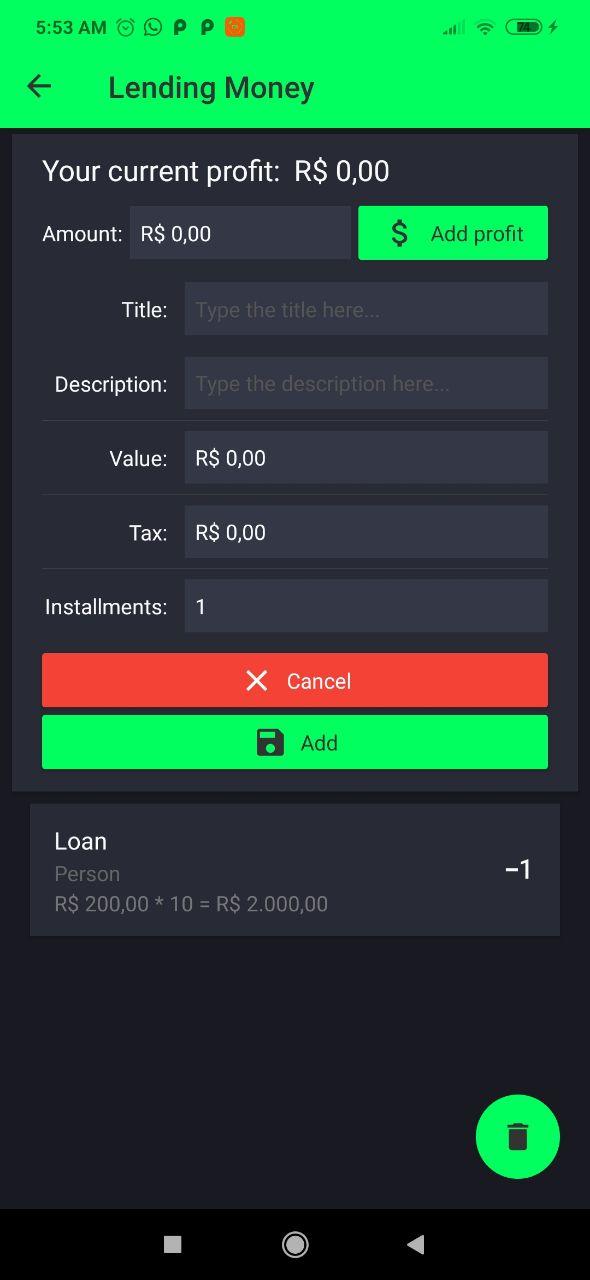 5:53 AM 74
Lending Money
Your current profit: R$ 0,00
Amount: R$ 0,00 $ Add profit
Title: Type the title here...
Description: Type the description here...
Value: R$ 0,00
Tax: R$ 0,00
Installments: 1
Cancel
Add
Loan
Person
R$ 200,00 * 10 = R$ 2.000,00
−1